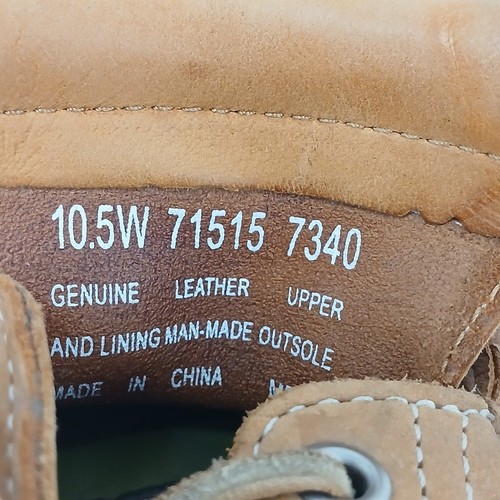 10.5W 71515 7340
GENUINE LEATHER UPPER
AND LINING MAN-MADE OUTSOLE
MADE IN CHINA